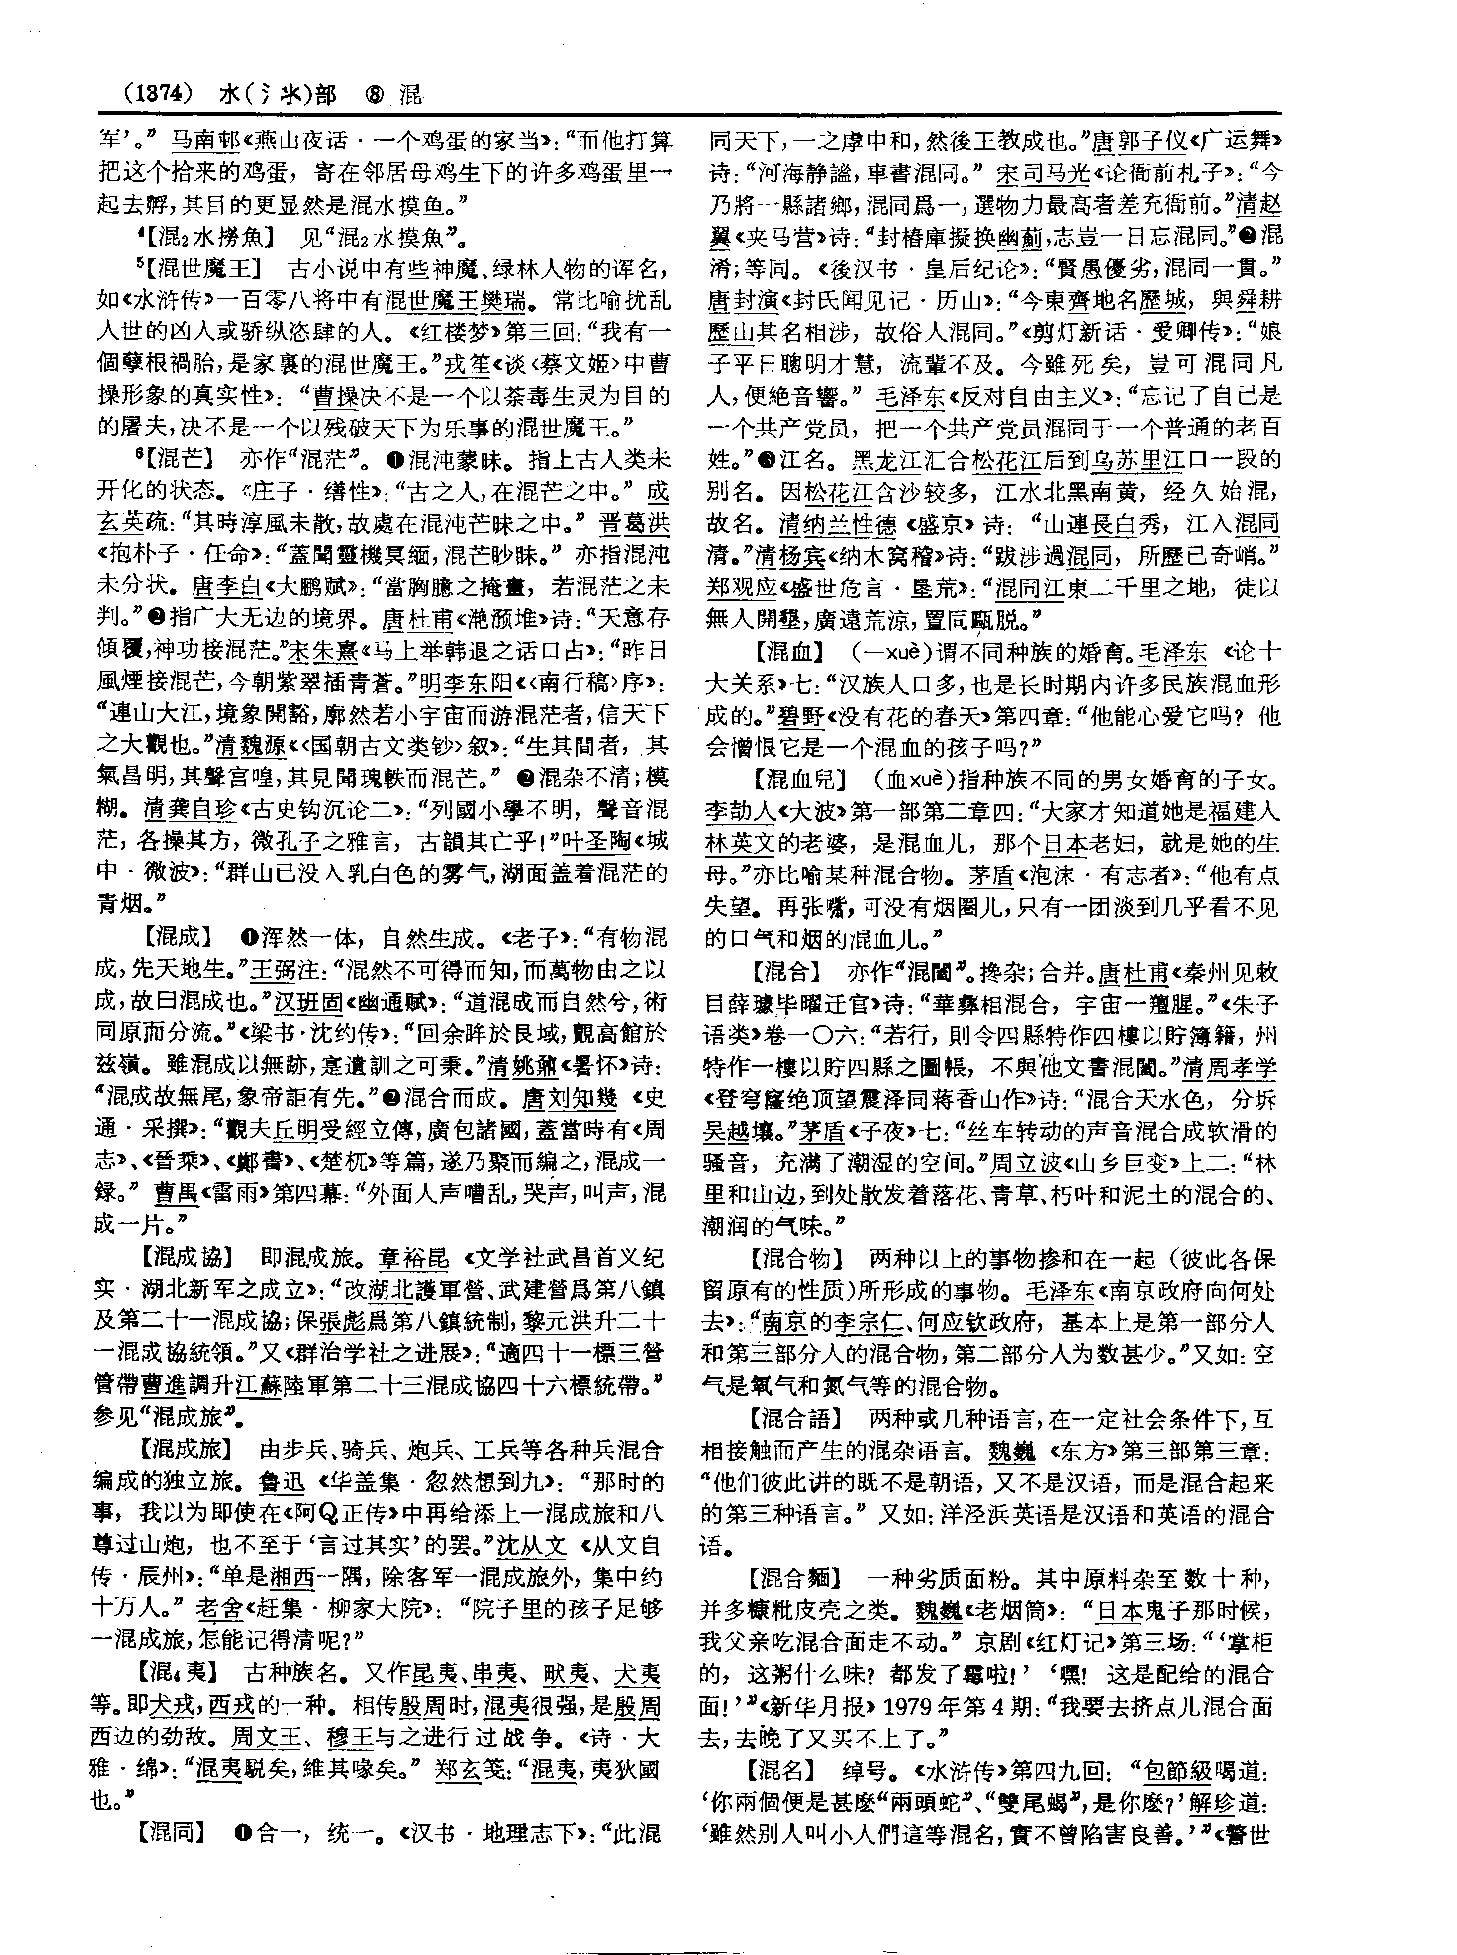 (1374) 水(氵氺)部 ⑧ 混
军’。” 马南邨《燕山夜话·一个鸡蛋的家当》：“而他打算
把这个拾来的鸡蛋，寄在邻居母鸡生下的许多鸡蛋里一
起去孵，其目的更显然是混水摸鱼。”
⁴【混₂水撈魚】 见“混₂水摸魚”。
⁵【混世魔王】 古小说中有些神魔、绿林人物的诨名，
如《水浒传》一百零八将中有混世魔王樊瑞。常比喻扰乱
人世的凶人或骄纵恣肆的人。《红楼梦》第三回：“我有一
個孽根禍胎，是家裏的混世魔王。”戎笙《谈〈蔡文姬〉中曹
操形象的真实性》：“曹操决不是一个以荼毒生灵为目的
的屠夫，决不是一个以残破天下为乐事的混世魔王。”
⁶【混芒】 亦作“混茫”。❶混沌蒙昧。指上古人类未
开化的状态。《庄子·缮性》：“古之人，在混芒之中。” 成
玄英疏：“其時淳風未散，故處在混沌芒昧之中。” 晋葛洪
《抱朴子·任命》：“蓋聞靈機冥緬，混芒眇昧。” 亦指混沌
未分状。唐李白《大鹏赋》：“當胸臆之掩晝，若混茫之未
判。”❷指广大无边的境界。唐杜甫《滟滪堆》诗：“天意存
傾覆，神功接混茫。”宋朱熹《马上举韩退之话口占》：“昨日
風煙接混芒，今朝紫翠插青蒼。”明李东阳《〈南行稿〉序》：
“連山大江，境象開豁，廓然若小宇宙而游混茫者，信天下
之大觀也。”清魏源《〈国朝古文类钞〉叙》：“生其間者，其
氣昌明，其聲宫喤，其見聞瑰軼而混芒。” ❷混杂不清；模
糊。清龚自珍《古史钩沉论二》：“列國小學不明，聲音混
茫，各操其方，微孔子之雅言，古韻其亡乎！”叶圣陶《城
中·微波》：“群山已没入乳白色的雾气，湖面盖着混茫的
青烟。”
【混成】 ❶浑然一体，自然生成。《老子》：“有物混
成，先天地生。”王弼注：“混然不可得而知，而萬物由之以
成，故曰混成也。”汉班固《幽通赋》：“道混成而自然兮，術
同原而分流。”《梁书·沈约传》：“回余眸於艮域，覿高館於
兹嶺。雖混成以無跡，寔遺訓之可秉。”清姚鼐《暑怀》诗：
“混成故無尾，象帝詎有先。”❷混合而成。唐刘知幾《史
通·采撰》：“觀夫丘明受經立傳，廣包諸國，蓋當時有《周
志》、《晉乘》、《鄭書》、《楚杌》等篇，遂乃聚而編之，混成一
録。” 曹禺《雷雨》第四幕：“外面人声嘈乱，哭声，叫声，混
成一片。”
【混成協】 即混成旅。章裕昆《文学社武昌首义纪
实·湖北新军之成立》：“改湖北護軍營、武建營爲第八鎮
及第二十一混成協；保張彪爲第八鎮統制，黎元洪升二十
一混成協統領。”又《群治学社之进展》：“適四十一標三營
管帶曹進調升江蘇陸軍第二十三混成協四十六標統帶。”
参见“混成旅”。
【混成旅】 由步兵、骑兵、炮兵、工兵等各种兵混合
编成的独立旅。鲁迅《华盖集·忽然想到九》：“那时的
事，我以为即使在《阿Q正传》中再给添上一混成旅和八
尊过山炮，也不至于‘言过其实’的罢。”沈从文《从文自
传·辰州》：“单是湘西一隅，除客军一混成旅外，集中约
十万人。” 老舍《赶集·柳家大院》：“院子里的孩子足够
一混成旅，怎能记得清呢？”
【混₄夷】 古种族名。又作昆夷、串夷、畎夷、犬夷
等。即犬戎，西戎的一种。相传殷周时，混夷很强，是殷周
西边的劲敌。周文王、穆王与之进行过战争。《诗·大
雅·绵》：“混夷駾矣，維其喙矣。” 郑玄笺：“混夷，夷狄國
也。”
【混同】 ❶合一，统一。《汉书·地理志下》：“此混
同天下，一之虖中和，然後王教成也。”唐郭子仪《广运舞》
诗：“河海静謐，車書混同。” 宋司马光《论衙前札子》：“今
乃將一縣諸鄉，混同爲一，選物力最高者差充衙前。”清赵
翼《夹马营》诗：“封樁庫擬换幽薊，志豈一日忘混同。”❷混
淆；等同。《後汉书·皇后纪论》：“賢愚優劣，混同一貫。”
唐封演《封氏闻见记·历山》：“今東齊地名歷城，與舜耕
歷山其名相涉，故俗人混同。”《剪灯新话·爱卿传》：“娘
子平日聰明才慧，流輩不及。今雖死矣，豈可混同凡
人，便絶音響。” 毛泽东《反对自由主义》：“忘记了自己是
一个共产党员，把一个共产党员混同于一个普通的老百
姓。”❸江名。黑龙江汇合松花江后到乌苏里江口一段的
别名。因松花江含沙较多，江水北黑南黄，经久始混，
故名。清纳兰性德《盛京》诗：“山連長白秀，江入混同
清。”清杨宾《纳木窝稽》诗：“跋涉過混同，所歷已奇峭。”
郑观应《盛世危言·垦荒》：“混同江東二千里之地，徒以
無人開墾，廣遠荒涼，置同甌脱。”
【混血】 （—xuè）谓不同种族的婚育。毛泽东《论十
大关系》七：“汉族人口多，也是长时期内许多民族混血形
成的。”碧野《没有花的春天》第四章：“他能心爱它吗？他
会憎恨它是一个混血的孩子吗？”
【混血兒】 （血xuè）指种族不同的男女婚育的子女。
李劼人《大波》第一部第二章四：“大家才知道她是福建人
林英文的老婆，是混血儿，那个日本老妇，就是她的生
母。”亦比喻某种混合物。茅盾《泡沫·有志者》：“他有点
失望。再张嘴，可没有烟圈儿，只有一团淡到几乎看不见
的口气和烟的混血儿。”
【混合】 亦作“混閤”。搀杂；合并。唐杜甫《秦州见敕
目薛璩毕曜迁官》诗：“華彝相混合，宇宙一羶腥。”《朱子
语类》卷一〇六：“若行，則令四縣特作四樓以貯簿籍，州
特作一樓以貯四縣之圖帳，不與他文書混閤。”清周孝学
《登穹窿绝顶望震泽同蒋香山作》诗：“混合天水色，分坼
吴越壤。”茅盾《子夜》七：“丝车转动的声音混合成软滑的
骚音，充满了潮湿的空间。”周立波《山乡巨变》上二：“林
里和山边，到处散发着落花、青草、朽叶和泥土的混合的、
潮润的气味。”
【混合物】 两种以上的事物掺和在一起（彼此各保
留原有的性质）所形成的事物。毛泽东《南京政府向何处
去》：“南京的李宗仁、何应钦政府，基本上是第一部分人
和第三部分人的混合物，第二部分人为数甚少。”又如：空
气是氧气和氮气等的混合物。
【混合語】 两种或几种语言，在一定社会条件下，互
相接触而产生的混杂语言。魏巍《东方》第三部第三章：
“他们彼此讲的既不是朝语，又不是汉语，而是混合起来
的第三种语言。” 又如：洋泾浜英语是汉语和英语的混合
语。
【混合麵】 一种劣质面粉。其中原料杂至数十种，
并多糠秕皮壳之类。魏巍《老烟筒》：“日本鬼子那时候，
我父亲吃混合面走不动。” 京剧《红灯记》第三场：“‘掌柜
的，这粥什么味？都发了霉啦！’ ‘嘿！这是配给的混合
面！’”《新华月报》1979年第4期：“我要去挤点儿混合面
去，去晚了又买不上了。”
【混名】 绰号。《水浒传》第四九回：“包節級喝道：
‘你兩個便是甚麽“兩頭蛇”、“雙尾蝎”，是你麽？’解珍道：
‘雖然别人叫小人們這等混名，實不曾陷害良善。’”《警世